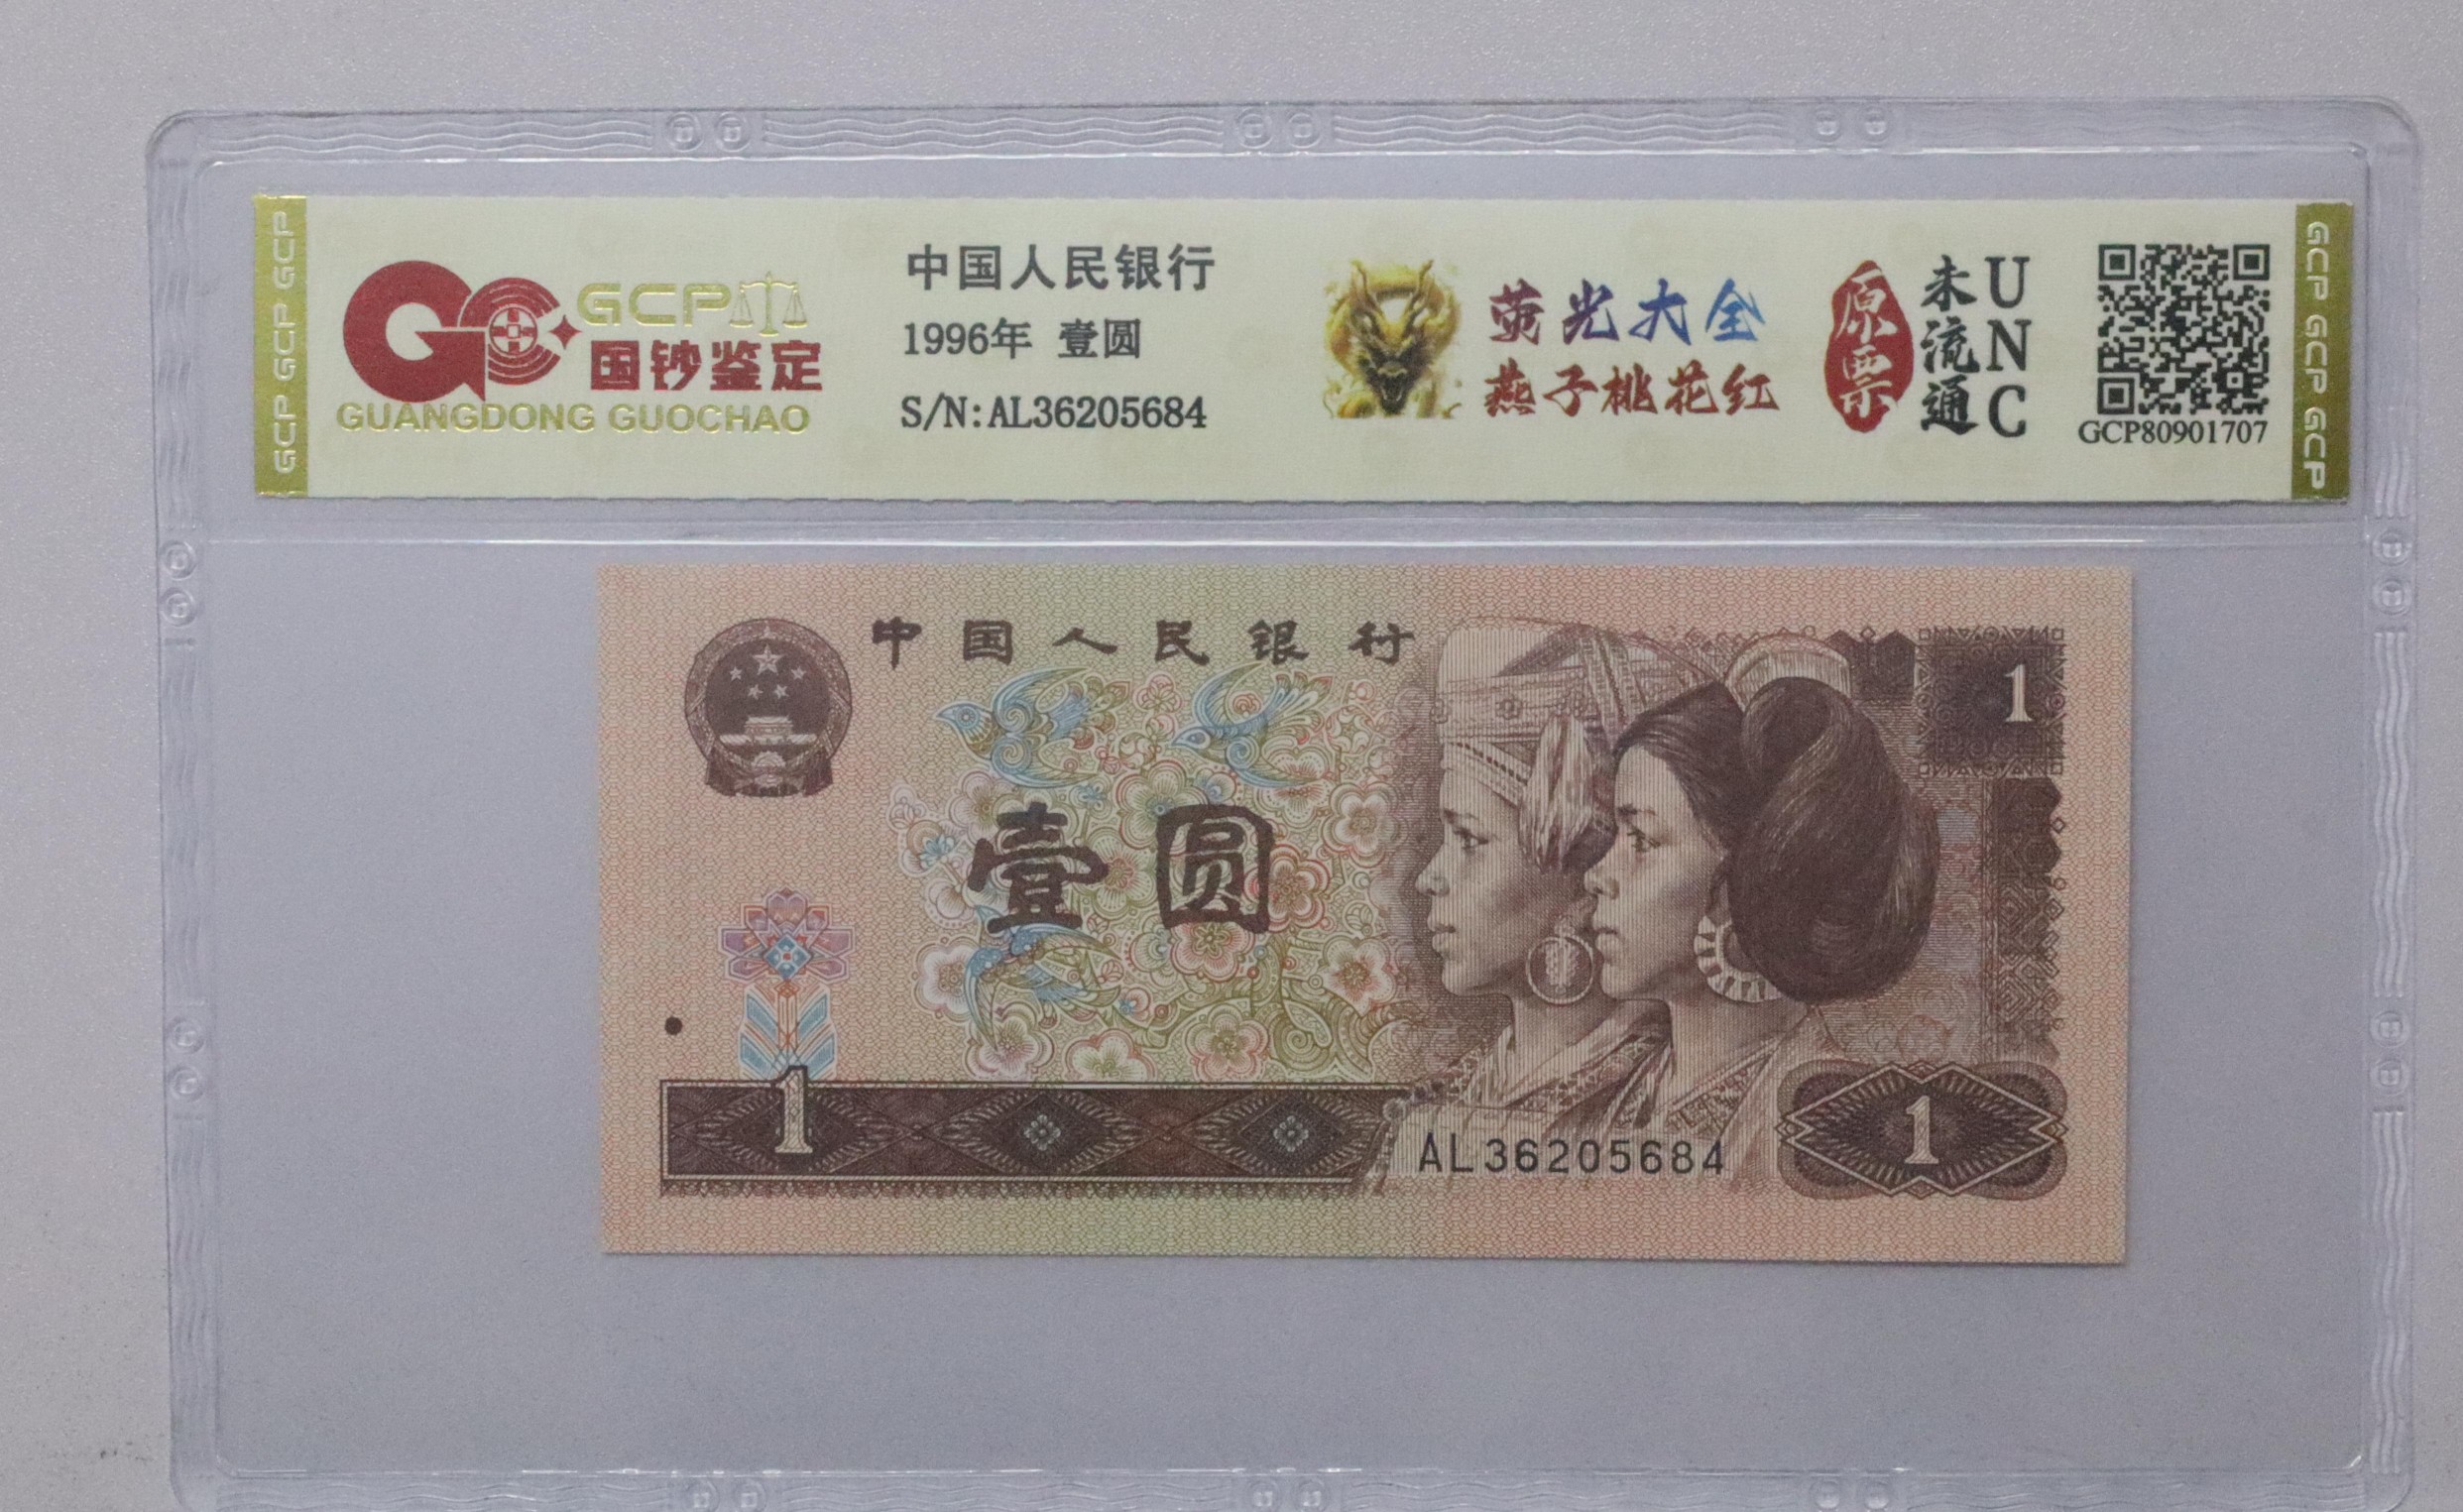 GCP GCP GCP
GCP
国钞鉴定
GUANGDONG GUOCHAO
中国人民银行
1996年 壹圆
S/N:AL36205684
荧光大全
燕子桃花红
原票
未流通
UNC
GCP80901707
GCP GCP GCP
中国人民银行
1
壹圆
1
AL36205684
1